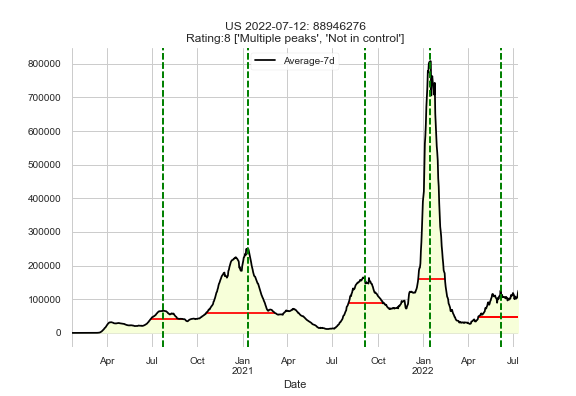 US 2022-07-12: 88946276
Rating:8 ['Multiple peaks', 'Not in control']
Average-7d
800000
700000
600000
500000
400000
300000
200000
100000
0
Apr Jul Oct Jan Apr Jul Oct Jan Apr Jul
2021 2022
Date